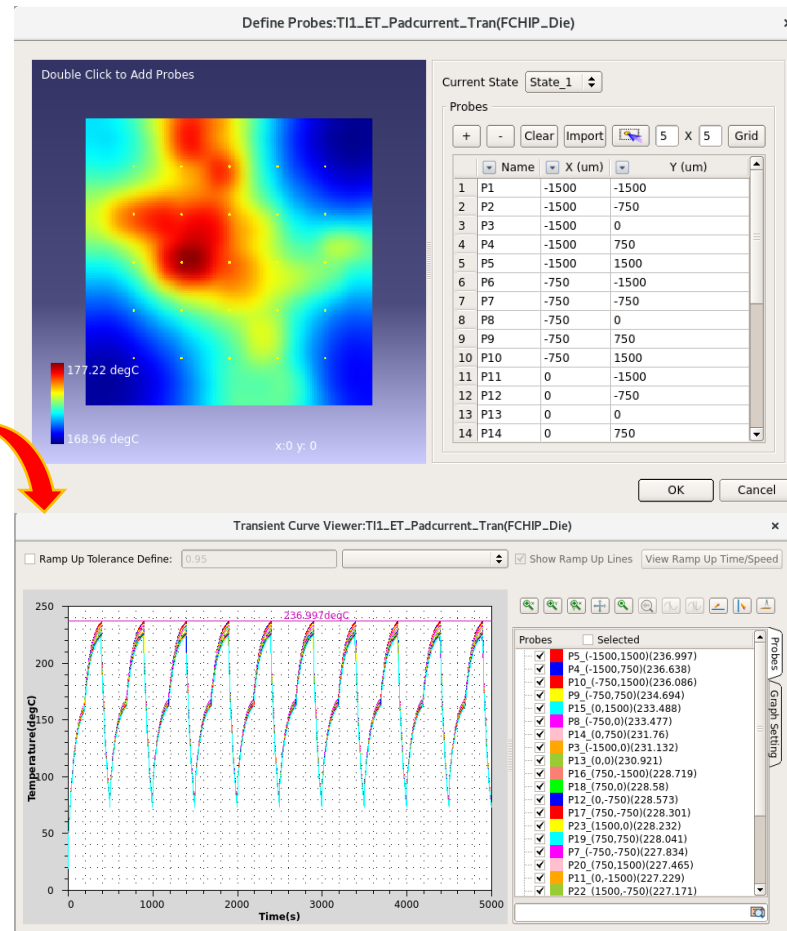 Define Probes:TI1_ET_Padcurrent_Tran(FCHIP_Die)
×
Double Click to Add Probes
177.22 degC
168.96 degC
x:0 y: 0
Current State State_1
Probes
+ - Clear Import 5 X 5 Grid
Name X (um) Y (um)
1 P1 -1500 -1500
2 P2 -1500 -750
3 P3 -1500 0
4 P4 -1500 750
5 P5 -1500 1500
6 P6 -750 -1500
7 P7 -750 -750
8 P8 -750 0
9 P9 -750 750
10 P10 -750 1500
11 P11 0 -1500
12 P12 0 -750
13 P13 0 0
14 P14 0 750
OK Cancel
Transient Curve Viewer:TI1_ET_Padcurrent_Tran(FCHIP_Die) ×
Ramp Up Tolerance Define: 0.95 Show Ramp Up Lines View Ramp Up Time/Speed
236.997degC
Temperature(degC)
250
200
150
100
50
0
0 1000 2000 3000 4000 5000
Time(s)
Probes Selected
P5_(-1500,1500)(236.997)
P4_(-1500,750)(236.638)
P10_(-750,1500)(236.086)
P9_(-750,750)(234.694)
P15_(0,1500)(233.488)
P8_(-750,0)(233.477)
P14_(0,750)(231.76)
P3_(-1500,0)(231.132)
P13_(0,0)(230.921)
P16_(750,-1500)(228.719)
P18_(750,0)(228.58)
P12_(0,-750)(228.573)
P17_(750,-750)(228.301)
P23_(1500,0)(228.232)
P19_(750,750)(228.041)
P7_(-750,-750)(227.834)
P20_(750,1500)(227.465)
P11_(0,-1500)(227.229)
P22_(1500,-750)(227.171)
Probes
Graph Setting